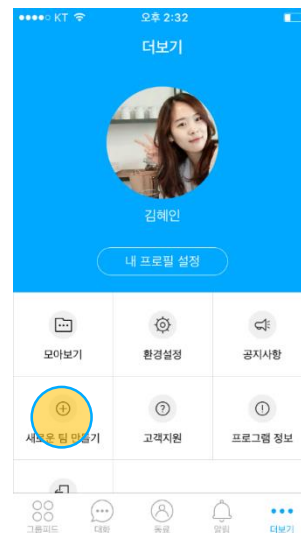 KT 오후 2:32
더보기
김혜인
내 프로필 설정
모아보기 환경설정 공지사항
새로운 팀 만들기 고객지원 프로그램 정보
그룹피드 대화 동료 알림 더보기